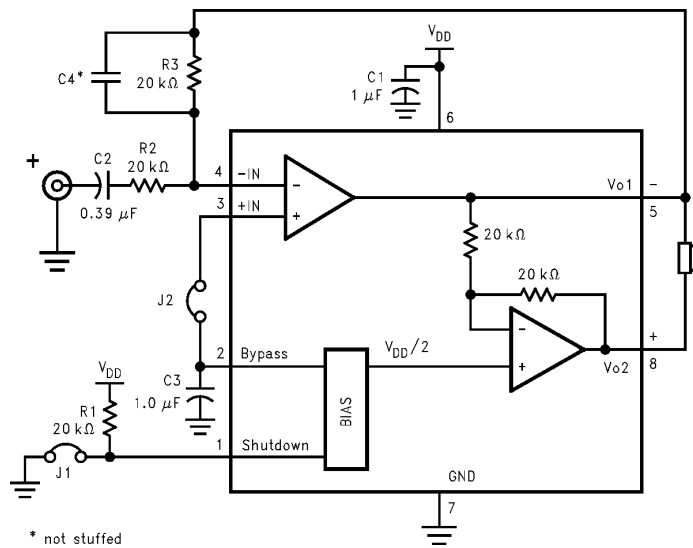 V_DD
C4*
R3
20 kΩ
C1
1 μF
6
+
C2
R2
20 kΩ
0.39 μF
4
-IN
3
+IN
-
+
Vo1
-
5
20 kΩ
20 kΩ
J2
-
+
+
8
Vo2
2
Bypass
V_DD/2
C3
1.0 μF
BIAS
V_DD
R1
20 kΩ
1
Shutdown
J1
GND
7
* not stuffed